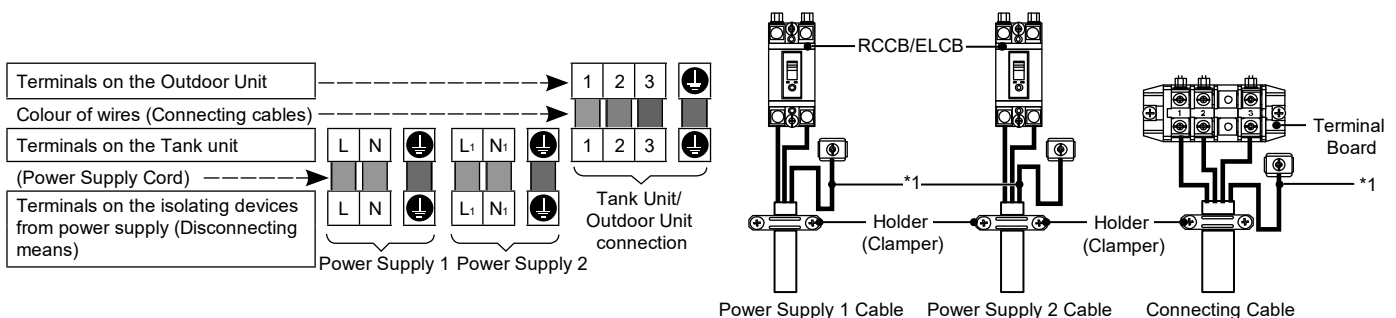 Terminals on the Outdoor Unit
Colour of wires (Connecting cables)
Terminals on the Tank unit
(Power Supply Cord)
Terminals on the isolating devices
from power supply (Disconnecting
means)
1 2 3
1 2 3
L N
L1 N1
L N
L1 N1
Power Supply 1
Power Supply 2
Tank Unit/
Outdoor Unit
connection
RCCB/ELCB
*1
Holder
(Clamper)
Holder
(Clamper)
1 2 3
Terminal
Board
*1
Power Supply 1 Cable
Power Supply 2 Cable
Connecting Cable